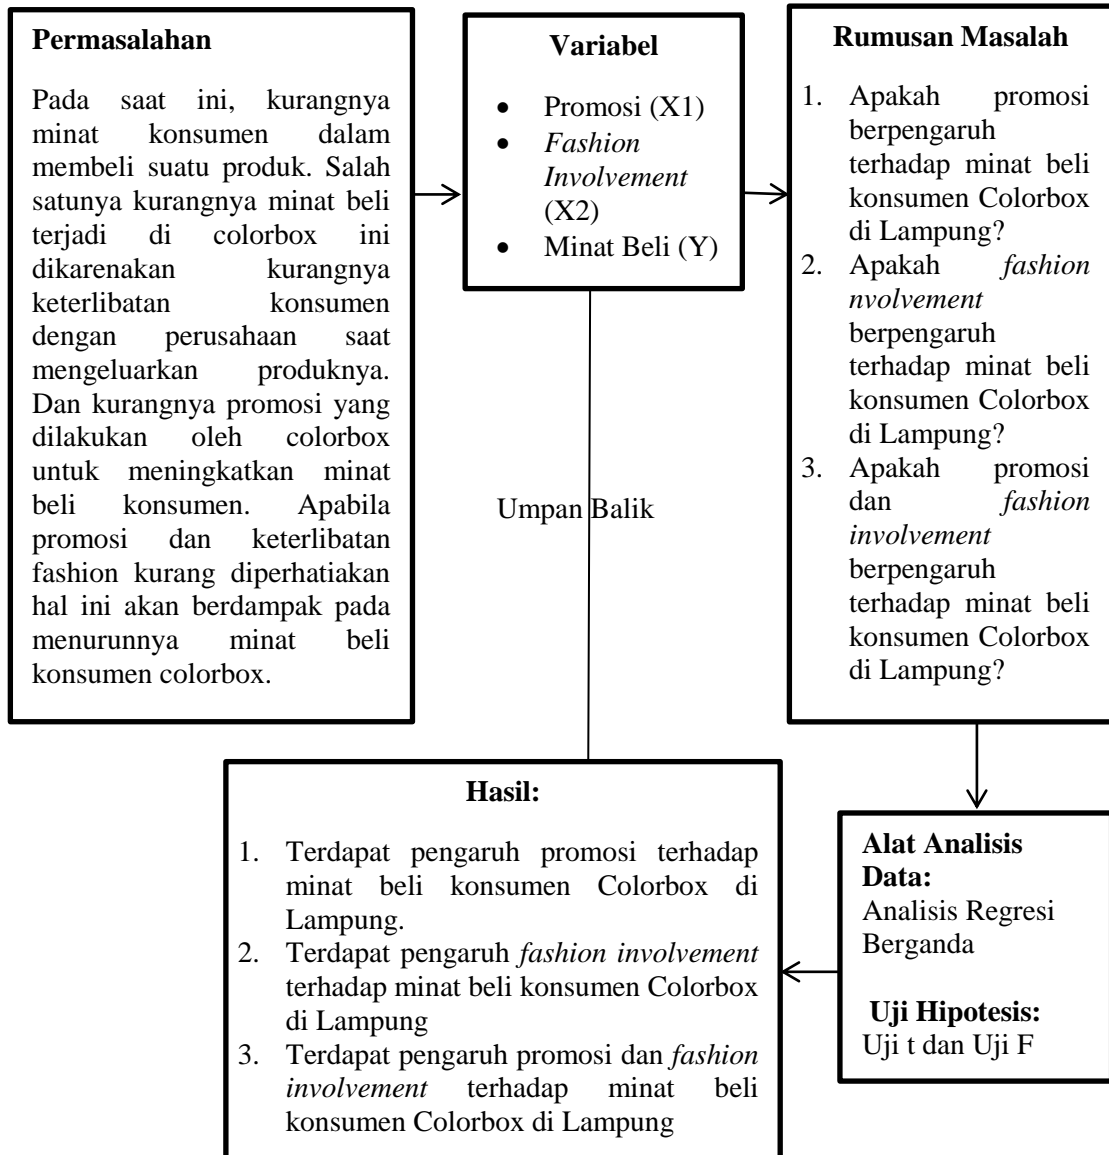 Permasalahan
Pada saat ini, kurangnya
minat konsumen dalam
membeli suatu produk. Salah
satunya kurangnya minat beli
terjadi di colorbox ini
dikarenakan kurangnya
keterlibatan konsumen
dengan perusahaan saat
mengeluarkan produknya.
Dan kurangnya promosi yang
dilakukan oleh colorbox
untuk meningkatkan minat
beli konsumen. Apabila
promosi dan keterlibatan
fashion kurang diperhatiakan
hal ini akan berdampak pada
menurunnya minat beli
konsumen colorbox.
Variabel
• Promosi (X1)
• Fashion
Involvement
(X2)
• Minat Beli (Y)
Rumusan Masalah
1. Apakah promosi
berpengaruh
terhadap minat beli
konsumen Colorbox
di Lampung?
2. Apakah fashion
nvolvement
berpengaruh
terhadap minat beli
konsumen Colorbox
di Lampung?
3. Apakah promosi
dan fashion
involvement
berpengaruh
terhadap minat beli
konsumen Colorbox
di Lampung?
Umpan Balik
Alat Analisis
Data:
Analisis Regresi
Berganda
Uji Hipotesis:
Uji t dan Uji F
Hasil:
1. Terdapat pengaruh promosi terhadap
minat beli konsumen Colorbox di
Lampung.
2. Terdapat pengaruh fashion involvement
terhadap minat beli konsumen Colorbox
di Lampung
3. Terdapat pengaruh promosi dan fashion
involvement terhadap minat beli
konsumen Colorbox di Lampung